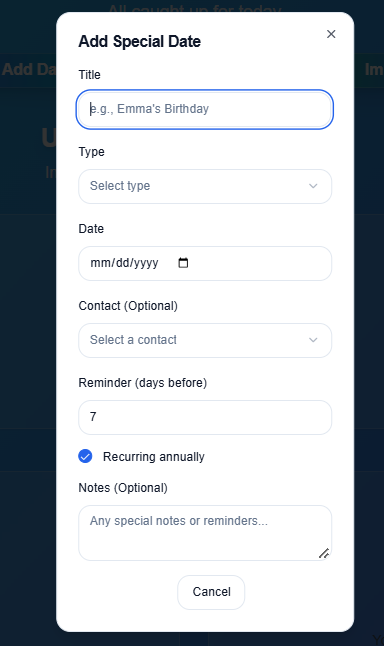 All caught up for today
Add Da
Im
U
In
Add Special Date
Title
e.g., Emma's Birthday
Type
Select type
Date
mm/dd/yyyy
Contact (Optional)
Select a contact
Reminder (days before)
7
Recurring annually
Notes (Optional)
Any special notes or reminders...
Cancel